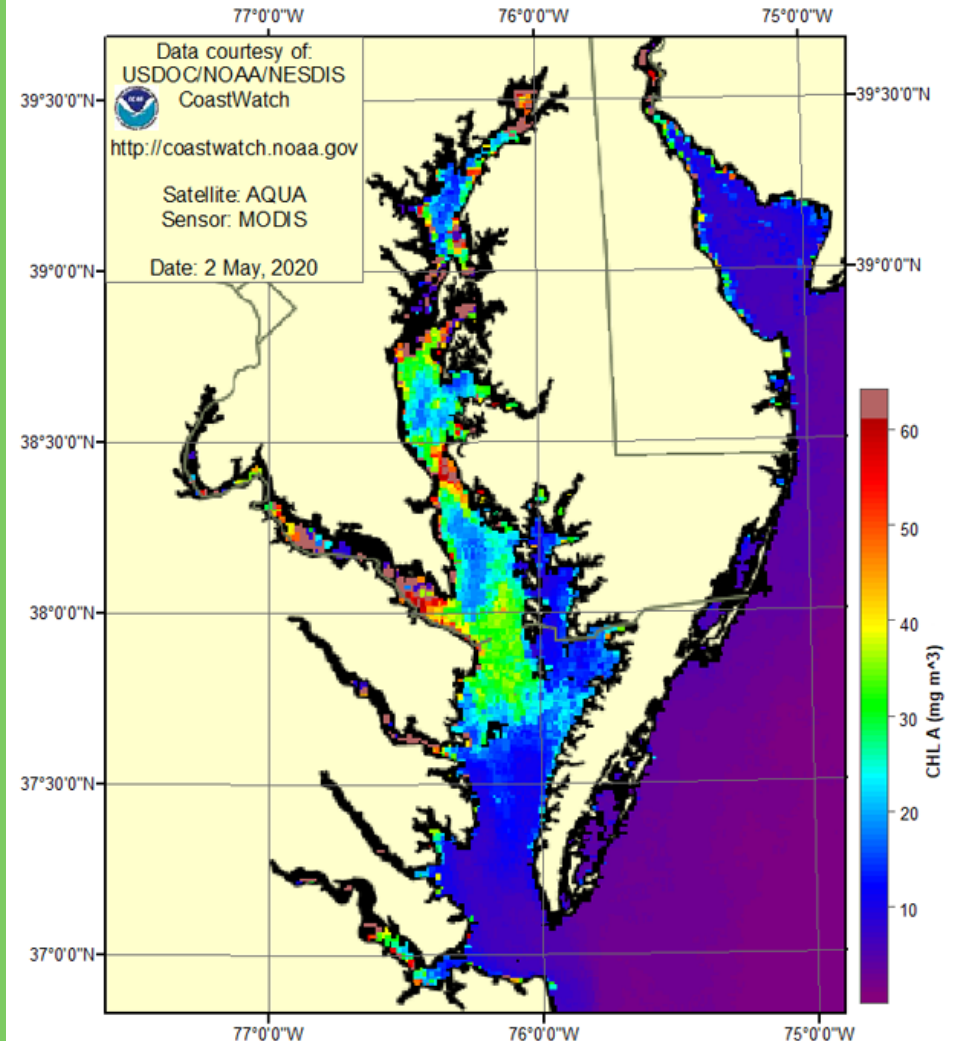 77°0'0"W 76°0'0"W 75°0'0"W
Data courtesy of:
USDOC/NOAA/NESDIS
CoastWatch
http://coastwatch.noaa.gov
Satellite: AQUA
Sensor: MODIS
Date: 2 May, 2020
39°30'0"N
39°30'0"N
39°0'0"N
39°0'0"N
38°30'0"N
38°0'0"N
37°30'0"N
37°0'0"N
60
50
40
30
20
10
CHL A (mg m^3)
77°0'0"W 76°0'0"W 75°0'0"W